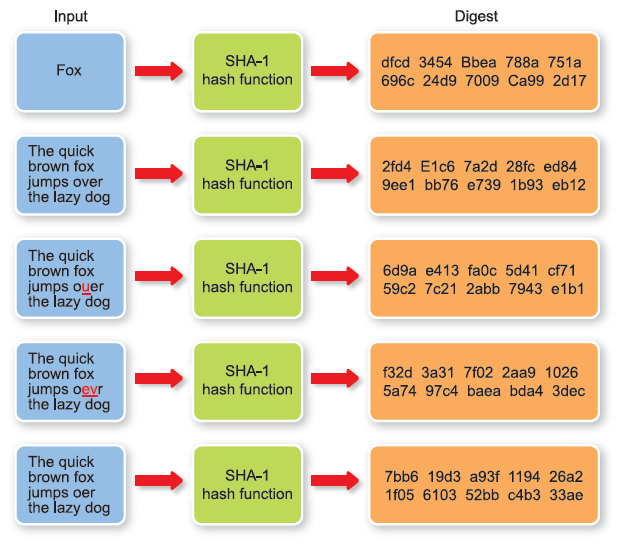 Input
Digest
Fox
SHA-1
hash function
dfcd 3454 Bbea 788a 751a
696c 24d9 7009 Ca99 2d17
The quick
brown fox
jumps over
the lazy dog
SHA-1
hash function
2fd4 E1c6 7a2d 28fc ed84
9ee1 bb76 e739 1b93 eb12
The quick
brown fox
jumps ouer
the lazy dog
SHA-1
hash function
6d9a e413 fa0c 5d41 cf71
59c2 7c21 2abb 7943 e1b1
The quick
brown fox
jumps oevr
the lazy dog
SHA-1
hash function
f32d 3a31 7f02 2aa9 1026
5a74 97c4 baea bda4 3dec
The quick
brown fox
jumps oer
the lazy dog
SHA-1
hash function
7bb6 19d3 a93f 1194 26a2
1f05 6103 52bb c4b3 33ae